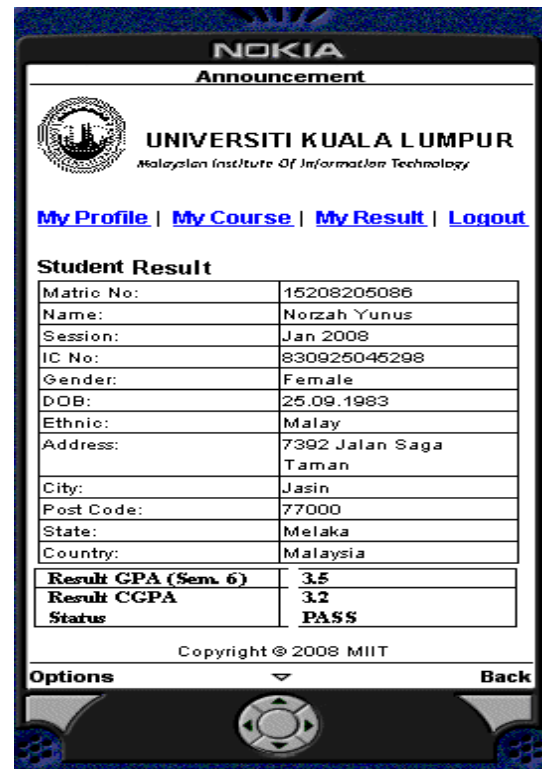 NOKIA
Announcement
UNIVERSITI KUALA LUMPUR
Malaysian Institute Of Information Technology
My Profile | My Course | My Result | Logout
Student Result
Matric No: 15208205086
Name: Norzah Yunus
Session: Jan 2008
IC No: 830925045298
Gender: Female
DOB: 25.09.1983
Ethnic: Malay
Address: 7392 Jalan Saga
Taman
City: Jasin
Post Code: 77000
State: Melaka
Country: Malaysia
Result GPA (Sem. 6) 3.5
Result CGPA 3.2
Status PASS
Copyright © 2008 MIIT
Options Back